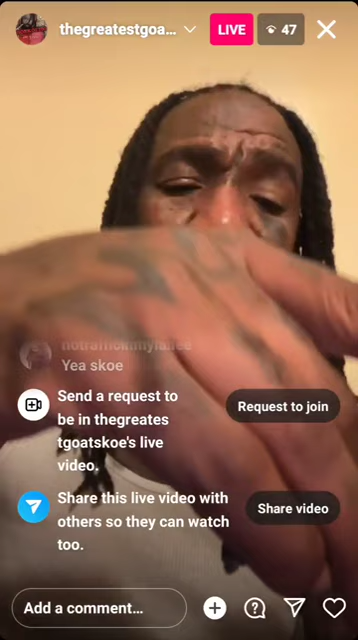 thegreatestgoa...
LIVE
47
Yea skoe
Send a request to
be in thegreates
tgoatskoe's live
video.
Request to join
Share this live video with
others so they can watch
too.
Share video
Add a comment...